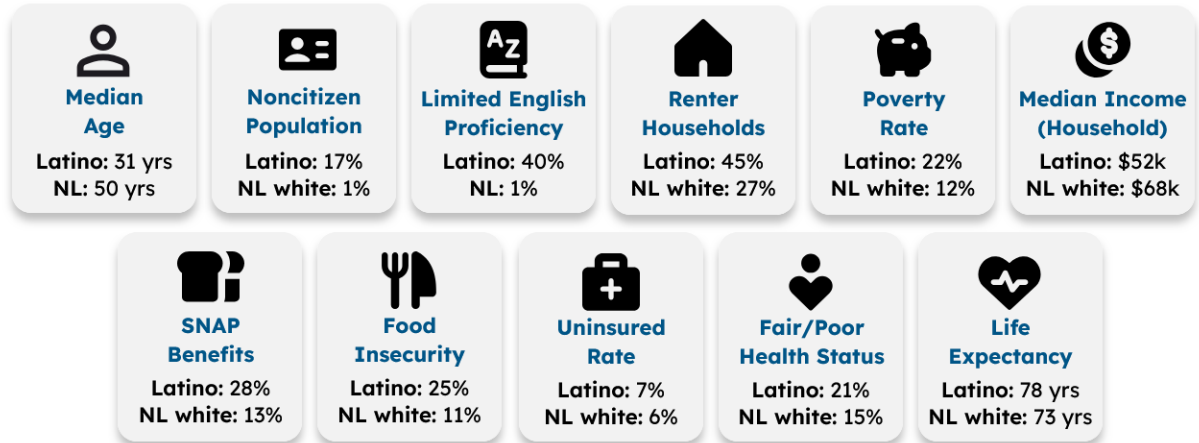 A Z
Median
Age
Latino: 31 yrs
NL: 50 yrs
Noncitizen
Population
Latino: 17%
NL white: 1%
Limited English
Proficiency
Latino: 40%
NL: 1%
Renter
Households
Latino: 45%
NL white: 27%
Poverty
Rate
Latino: 22%
NL white: 12%
$
Median Income
(Household)
Latino: $52k
NL white: $68k
SNAP
Benefits
Latino: 28%
NL white: 13%
Food
Insecurity
Latino: 25%
NL white: 11%
Uninsured
Rate
Latino: 7%
NL white: 6%
Fair/Poor
Health Status
Latino: 21%
NL white: 15%
Life
Expectancy
Latino: 78 yrs
NL white: 73 yrs